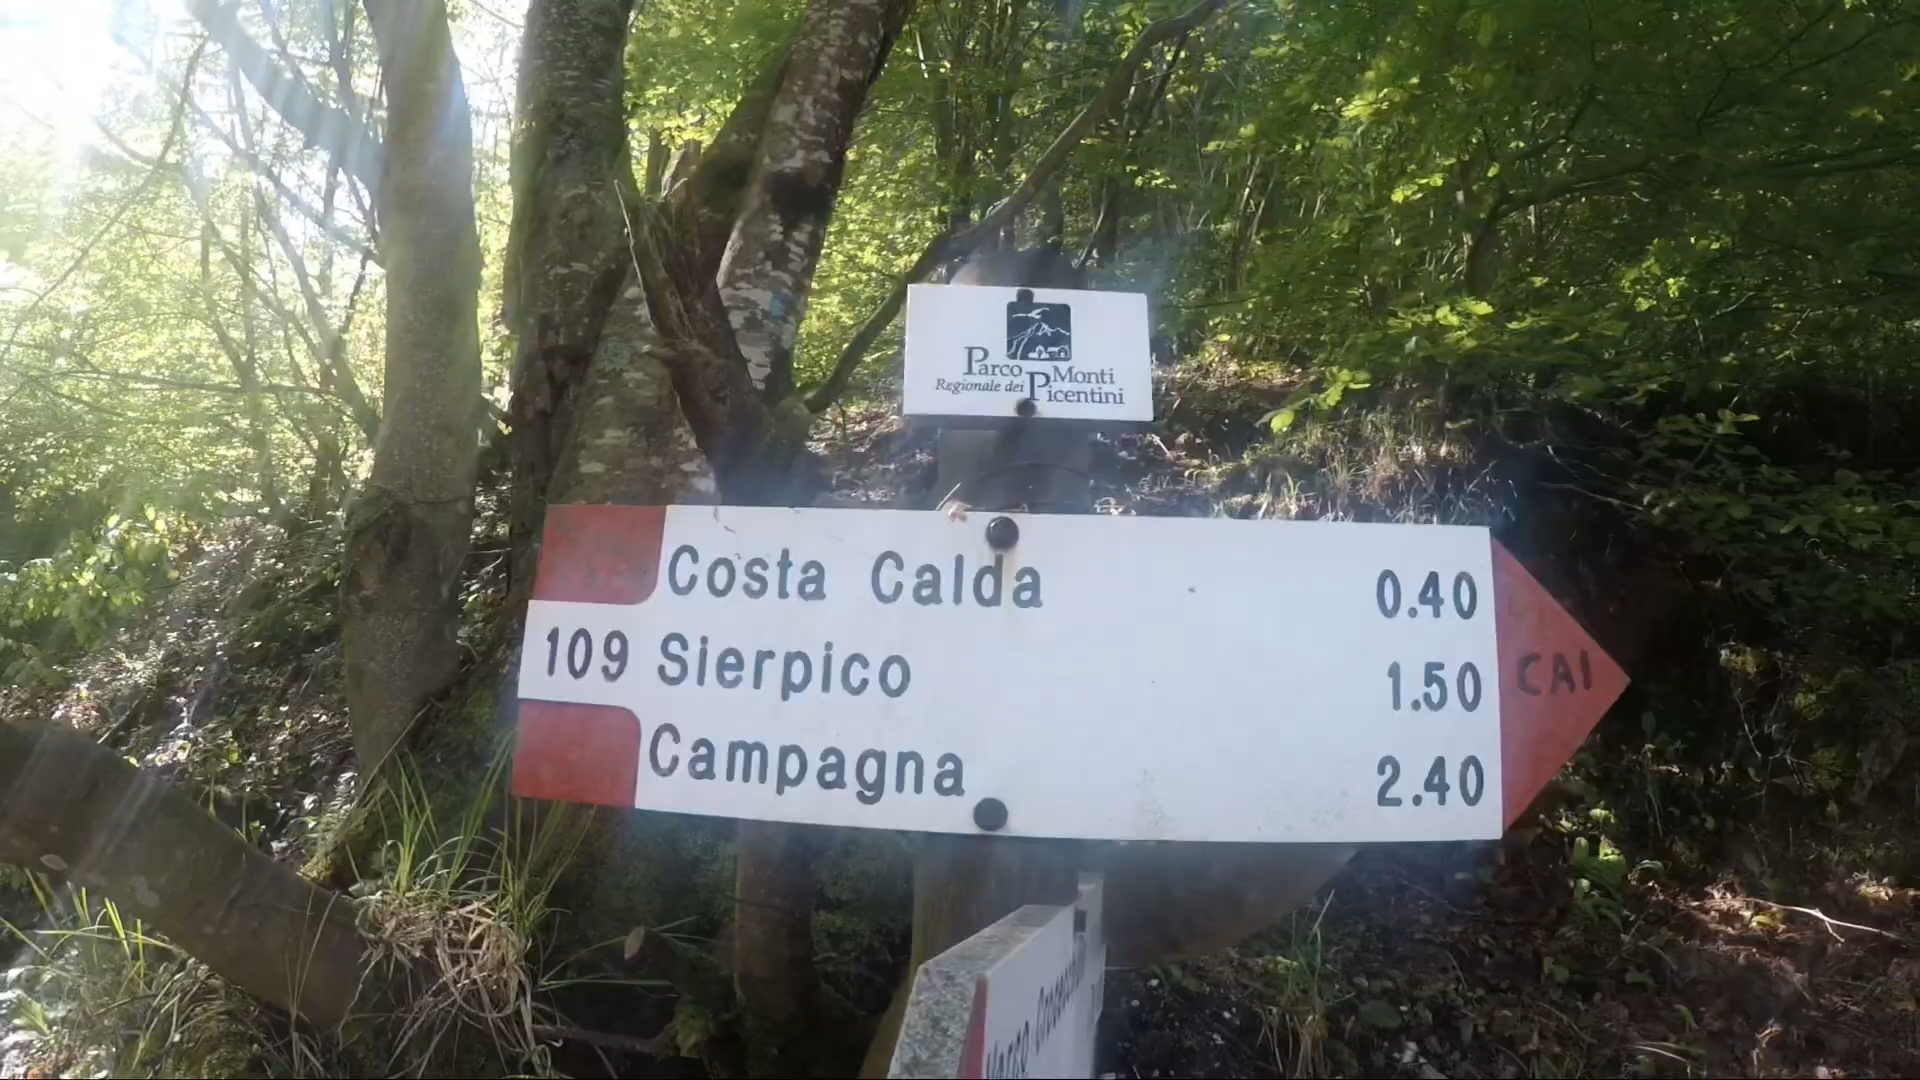 Parco Monti
Regionale dei Picentini
Costa Calda 0.40
109 Sierpico 1.50
CAI
Campagna 2.40